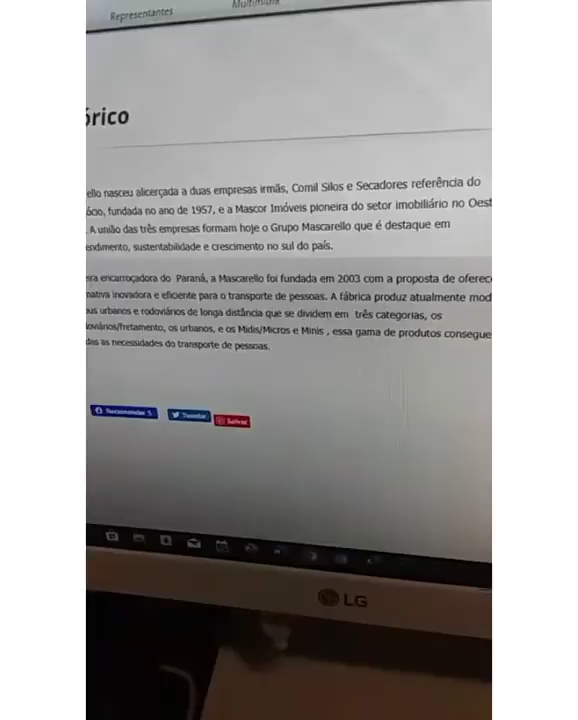 Representantes Multimídia
órico
ello nasceu alicerçada a duas empresas irmãs, Comil Silos e Secadores referência do
ócio, fundada no ano de 1957, e a Mascor Imóveis pioneira do setor imobiliário no Oest
. A união das três empresas formam hoje o Grupo Mascarello que é destaque em
endimento, sustentabilidade e crescimento no sul do país.
eira encarroçadora do Paraná, a Mascarello foi fundada em 2003 com a proposta de oferec
nativa inovadora e eficiente para o transporte de pessoas. A fábrica produz atualmente mod
ous urbanos e rodoviários de longa distância que se dividem em três categorias, os
oviários/fretamento, os urbanos, e os Midis/Micros e Minis , essa gama de produtos consegue
das as necessidades do transporte de pessoas.
Recomendar 5 Tweetar Salvar
LG